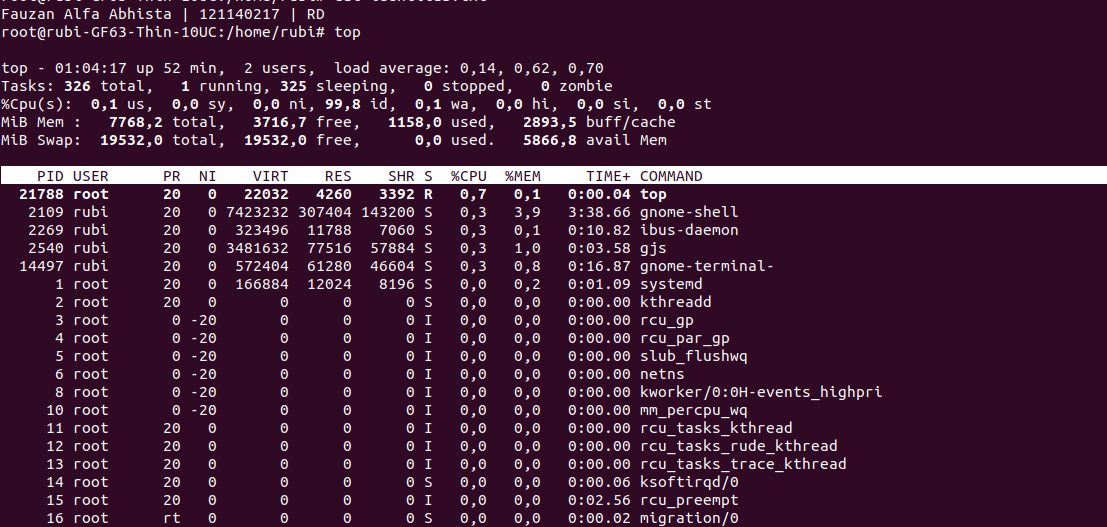 Fauzan Alfa Abhista | 121140217 | RD
root@rubi-GF63-Thin-10UC:/home/rubi# top
top - 01:04:17 up 52 min,  2 users,  load average: 0,14, 0,62, 0,70
Tasks: 326 total,   1 running, 325 sleeping,   0 stopped,   0 zombie
%Cpu(s):  0,1 us,  0,0 sy,  0,0 ni, 99,8 id,  0,1 wa,  0,0 hi,  0,0 si,  0,0 st
MiB Mem :   7768,2 total,   3716,7 free,   1158,0 used,   2893,5 buff/cache
MiB Swap:  19532,0 total,  19532,0 free,      0,0 used.   5866,8 avail Mem
PID USER      PR  NI    VIRT    RES    SHR S  %CPU  %MEM     TIME+ COMMAND
21788 root      20   0   22032   4260   3392 R   0,7   0,1   0:00.04 top
2109 rubi      20   0 7423232 307404 143200 S   0,3   3,9   3:38.66 gnome-shell
2269 rubi      20   0  323496  11788   7060 S   0,3   0,1   0:10.82 ibus-daemon
2540 rubi      20   0 3481632  77516  57884 S   0,3   1,0   0:03.58 gjs
14497 rubi      20   0  572404  61280  46604 S   0,3   0,8   0:16.87 gnome-terminal-
1 root      20   0  166884  12024   8196 S   0,0   0,2   0:01.09 systemd
2 root      20   0       0      0      0 S   0,0   0,0   0:00.00 kthreadd
3 root       0 -20       0      0      0 I   0,0   0,0   0:00.00 rcu_gp
4 root       0 -20       0      0      0 I   0,0   0,0   0:00.00 rcu_par_gp
5 root       0 -20       0      0      0 I   0,0   0,0   0:00.00 slub_flushwq
6 root       0 -20       0      0      0 I   0,0   0,0   0:00.00 netns
8 root       0 -20       0      0      0 I   0,0   0,0   0:00.00 kworker/0:0H-events_highpri
10 root       0 -20       0      0      0 I   0,0   0,0   0:00.00 mm_percpu_wq
11 root      20   0       0      0      0 I   0,0   0,0   0:00.00 rcu_tasks_kthread
12 root      20   0       0      0      0 I   0,0   0,0   0:00.00 rcu_tasks_rude_kthread
13 root      20   0       0      0      0 I   0,0   0,0   0:00.00 rcu_tasks_trace_kthread
14 root      20   0       0      0      0 S   0,0   0,0   0:00.06 ksoftirqd/0
15 root      20   0       0      0      0 I   0,0   0,0   0:02.56 rcu_preempt
16 root      rt   0       0      0      0 S   0,0   0,0   0:00.02 migration/0